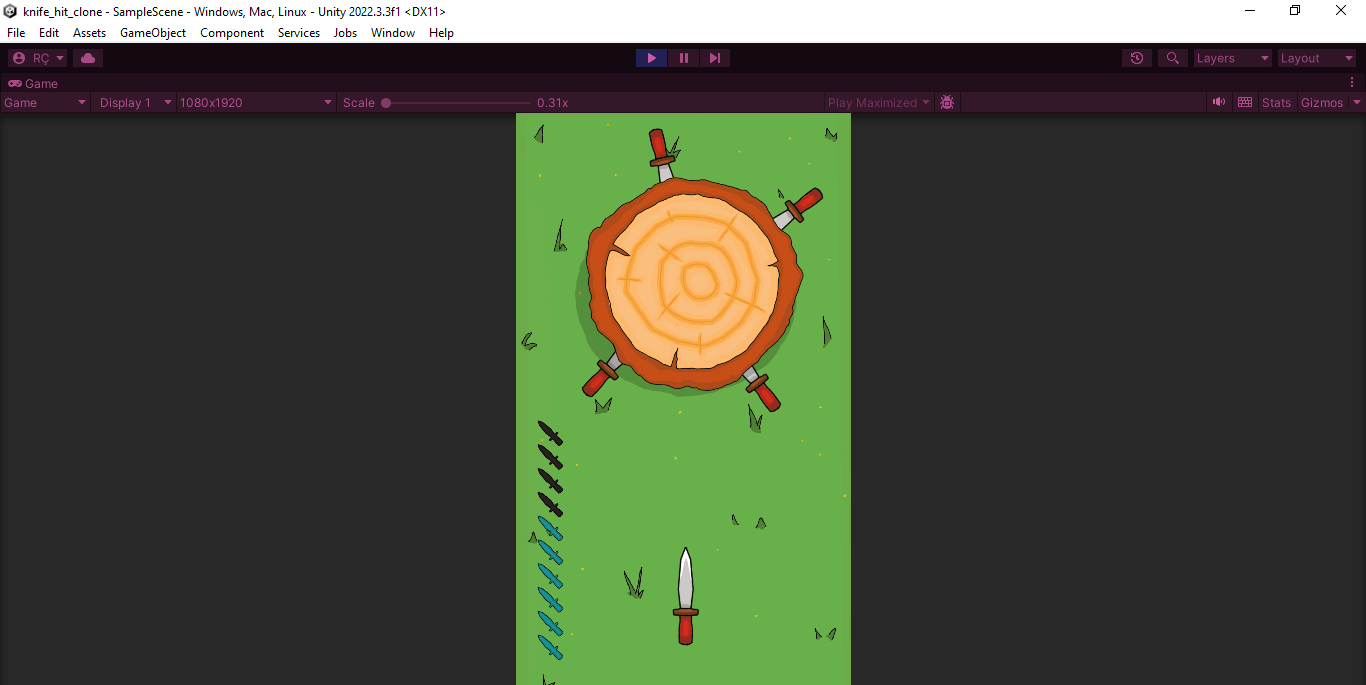 knife_hit_clone - SampleScene - Windows, Mac, Linux - Unity 2022.3.3f1 <DX11>
File Edit Assets GameObject Component Services Jobs Window Help
RÇ Layers Layout
Game
Game Display 1 1080x1920 Scale 0.31x Play Maximized Stats Gizmos